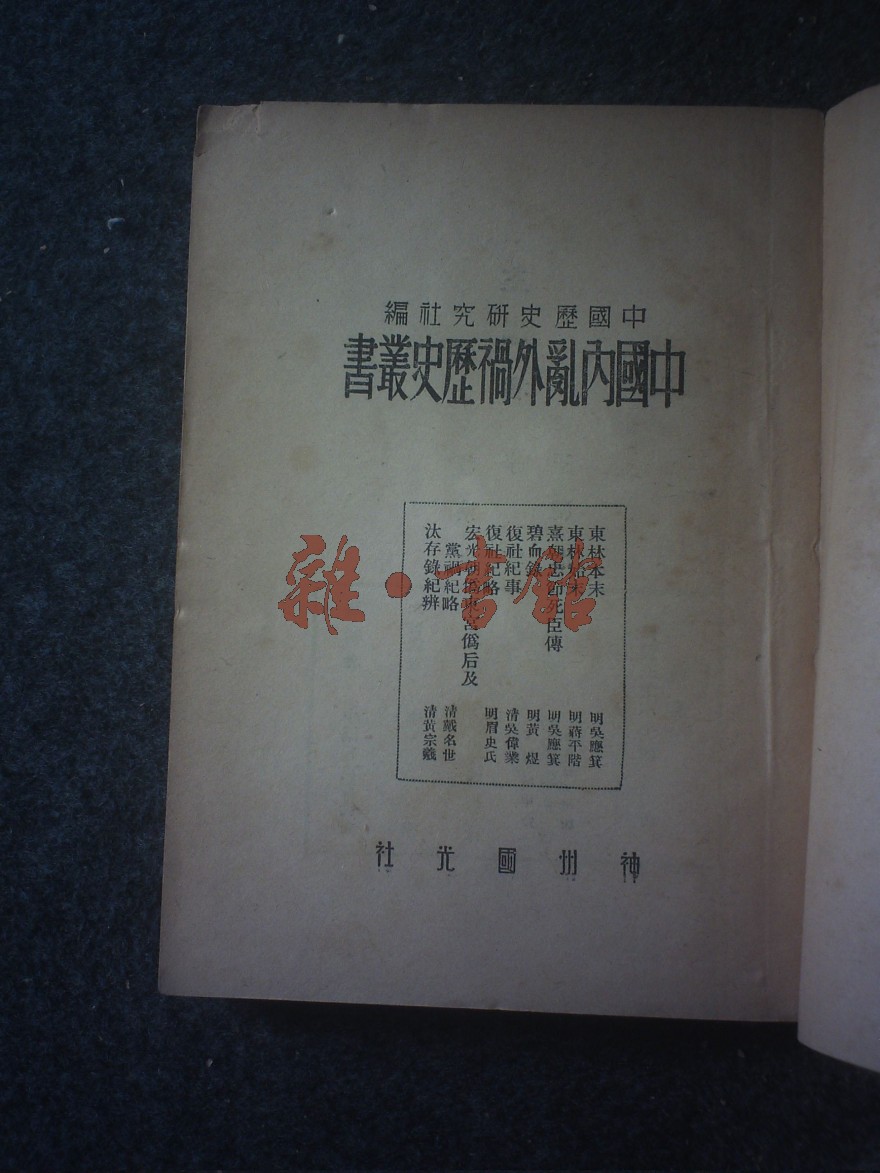 中國歷史研究社編
中國內亂外禍歷史叢書
東林本末 明吳應箕
東林始末 明蔣平階
熹朝忠節死臣傳 明吳應箕
碧血錄 明黃煜
復社紀事 清吳偉業
復社紀略 明眉史氏
宏光朝偽東宮偽后及
黨禍紀略 清戴名世
汰存錄紀辨 清黃宗羲
神州國光社
雜·書館